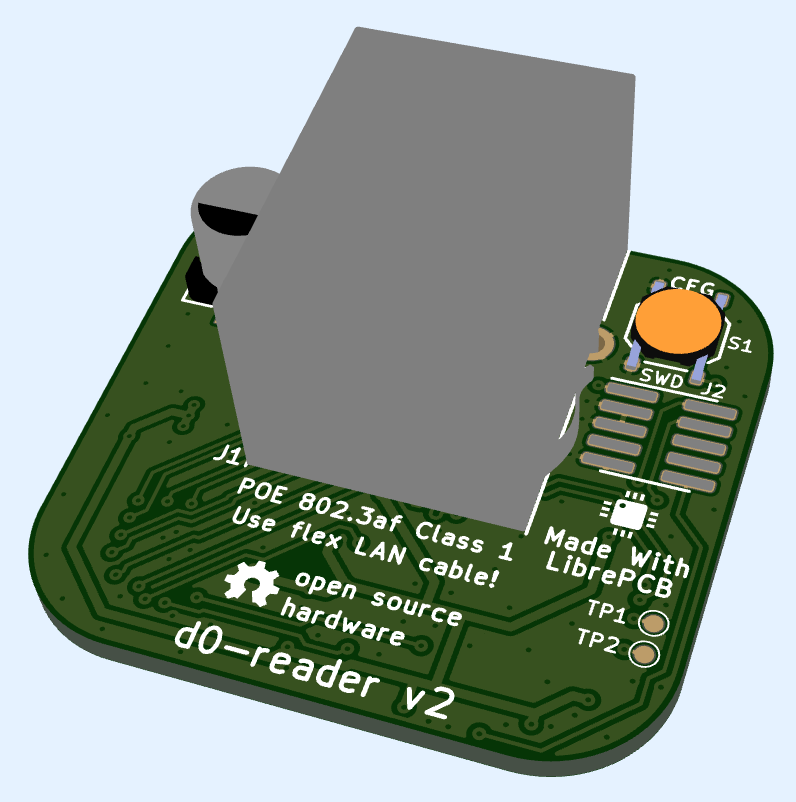 CFG
S1
SWD
J2
J1
POE 802.3af Class 1
Use flex LAN cable!
open source
hardware
d0-reader v2
Made With
LibrePCB
TP1
TP2